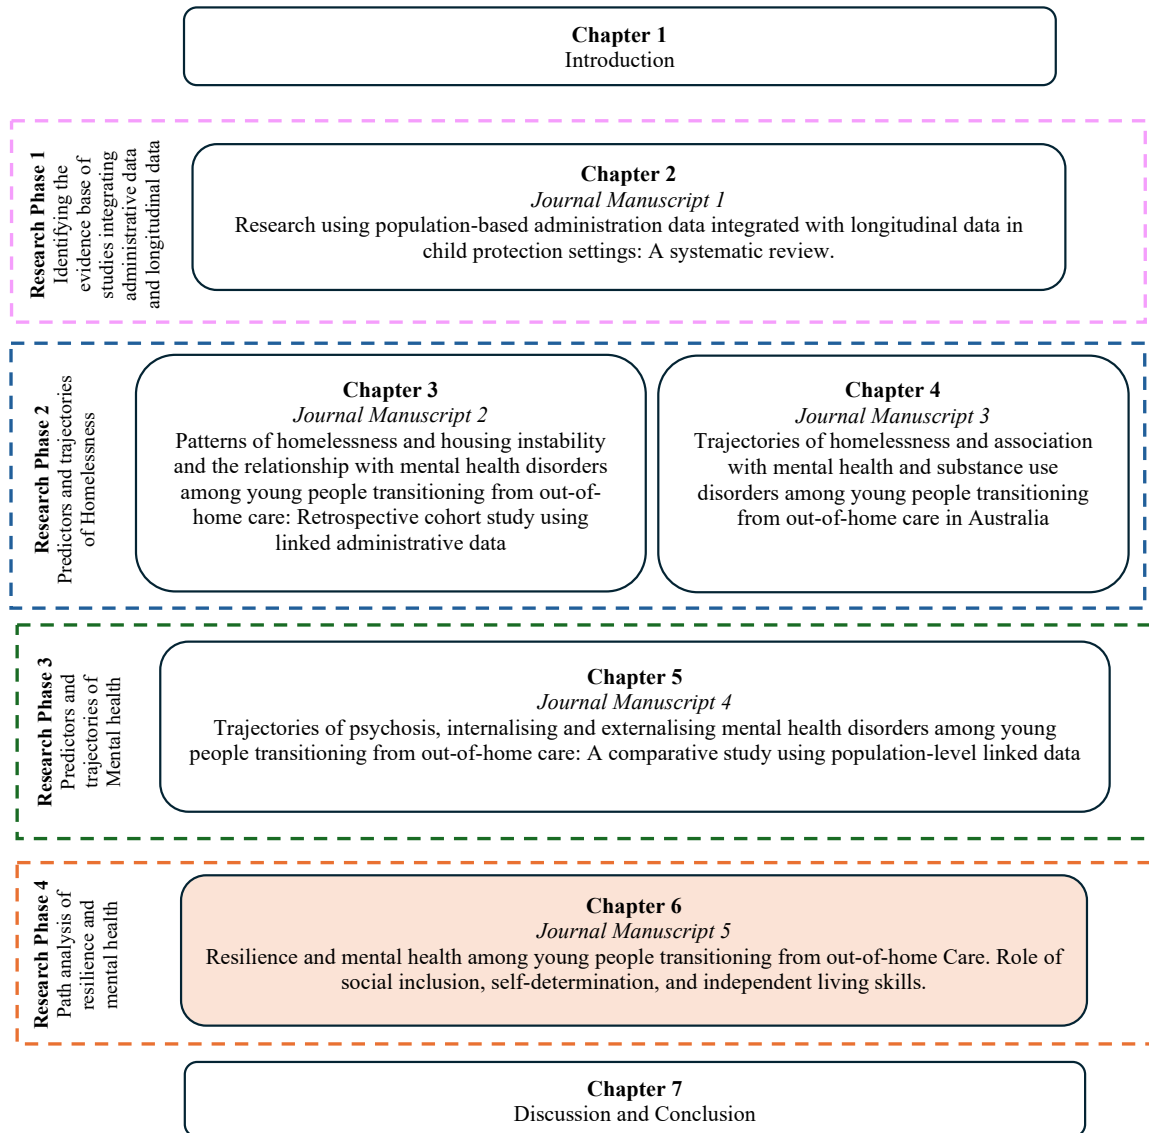 Chapter 1
Introduction
Research Phase 1
Identifying the
evidence base of
studies integrating
administrative data
and longitudinal data
Chapter 2
Journal Manuscript 1
Research using population-based administration data integrated with longitudinal data in
child protection settings: A systematic review.
Research Phase 2
Predictors and trajectories
of Homelessness
Chapter 3
Journal Manuscript 2
Patterns of homelessness and housing instability
and the relationship with mental health disorders
among young people transitioning from out-of-
home care: Retrospective cohort study using
linked administrative data
Chapter 4
Journal Manuscript 3
Trajectories of homelessness and association
with mental health and substance use
disorders among young people transitioning
from out-of-home care in Australia
Research Phase 3
Predictors and
trajectories of
Mental health
Chapter 5
Journal Manuscript 4
Trajectories of psychosis, internalising and externalising mental health disorders among young
people transitioning from out-of-home care: A comparative study using population-level linked data
Research Phase 4
Path analysis of
resilience and
mental health
Chapter 6
Journal Manuscript 5
Resilience and mental health among young people transitioning from out-of-home Care. Role of
social inclusion, self-determination, and independent living skills.
Chapter 7
Discussion and Conclusion